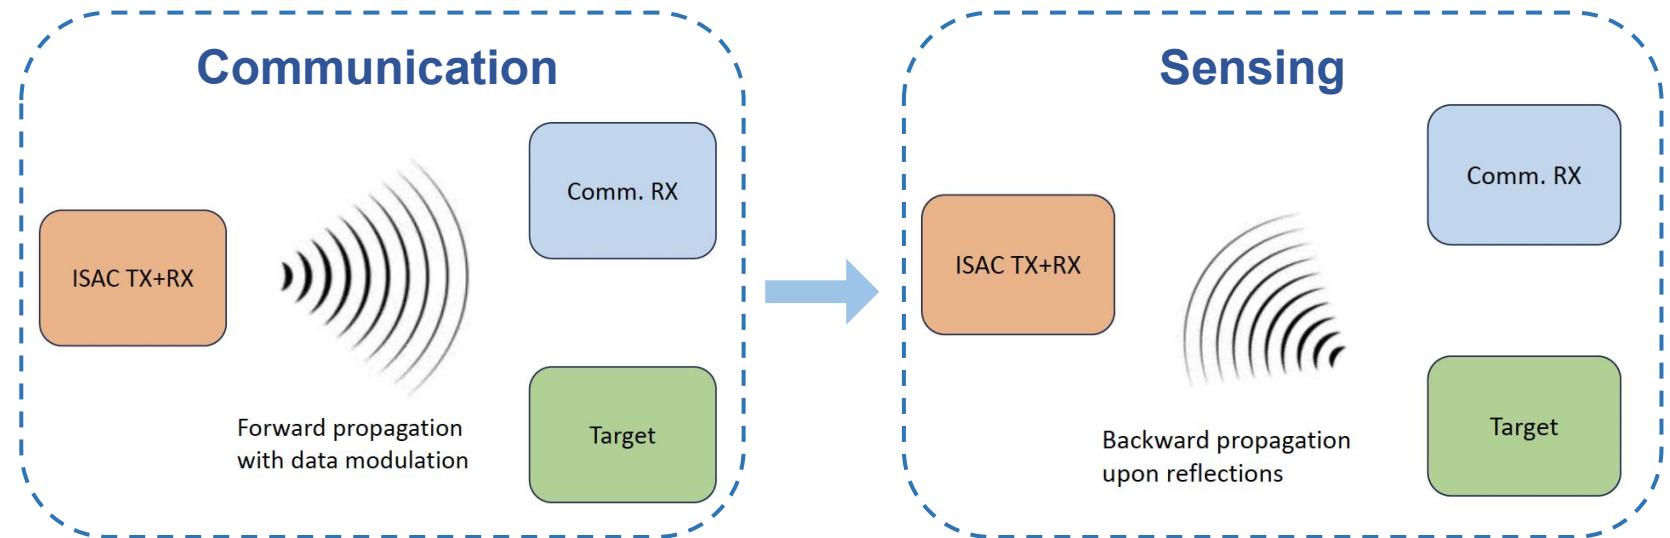 Communication
Comm. RX
ISAC TX+RX
Forward propagation
with data modulation
Target
Sensing
Comm. RX
ISAC TX+RX
Backward propagation
upon reflections
Target